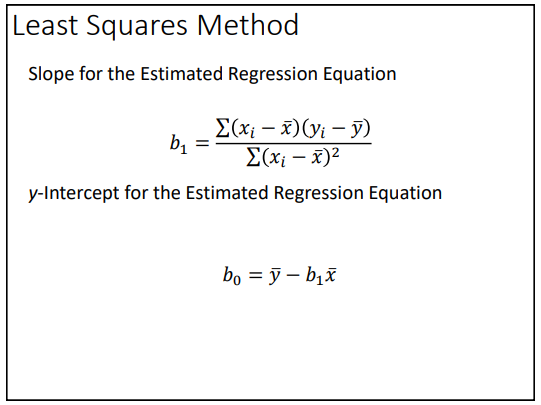 Least Squares Method
Slope for the Estimated Regression Equation
b₁ = ∑(xᵢ − x̄)(yᵢ − ȳ) / ∑(xᵢ − x̄)²
y-Intercept for the Estimated Regression Equation
b₀ = ȳ − b₁x̄